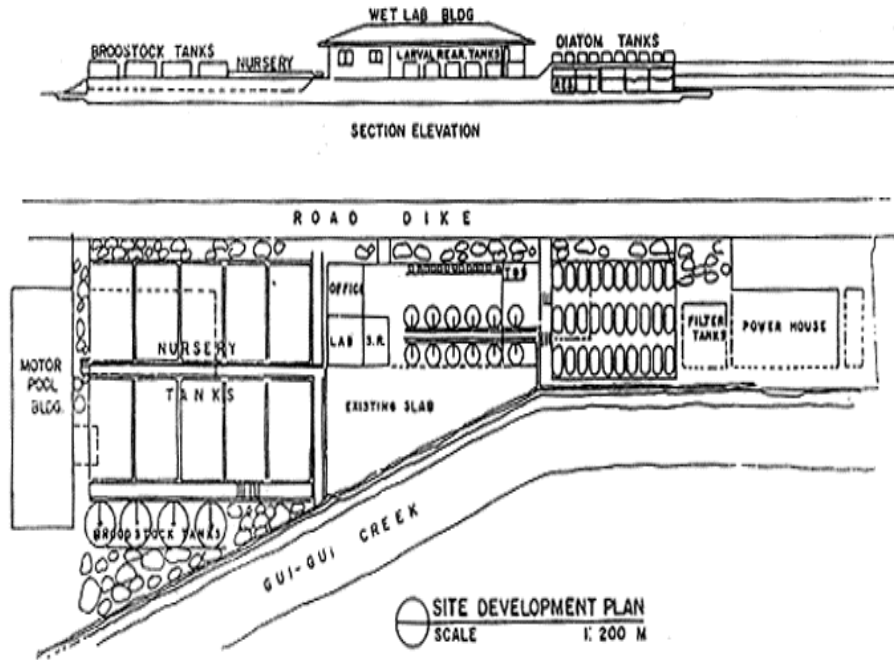 WET LAB BLDG
BROOSTOCK TANKS
NURSERY
LARVAL REAR. TANKS
DIATOM TANKS
SECTION ELEVATION
ROAD DIKE
OFFICE
LAB
S.R.
NURSERY
TANKS
MOTOR
POOL
BLDG.
EXISTING SLAB
FILTER
TANKS
POWER HOUSE
BROODSTOCK TANKS
GUI-GUI CREEK
SITE DEVELOPMENT PLAN
SCALE 1: 200 M